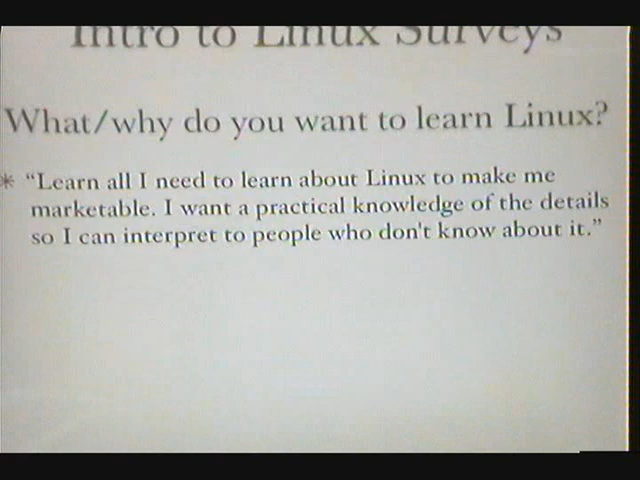 Intro to Linux Surveys
What/why do you want to learn Linux?
* “Learn all I need to learn about Linux to make me
marketable. I want a practical knowledge of the details
so I can interpret to people who don't know about it.”